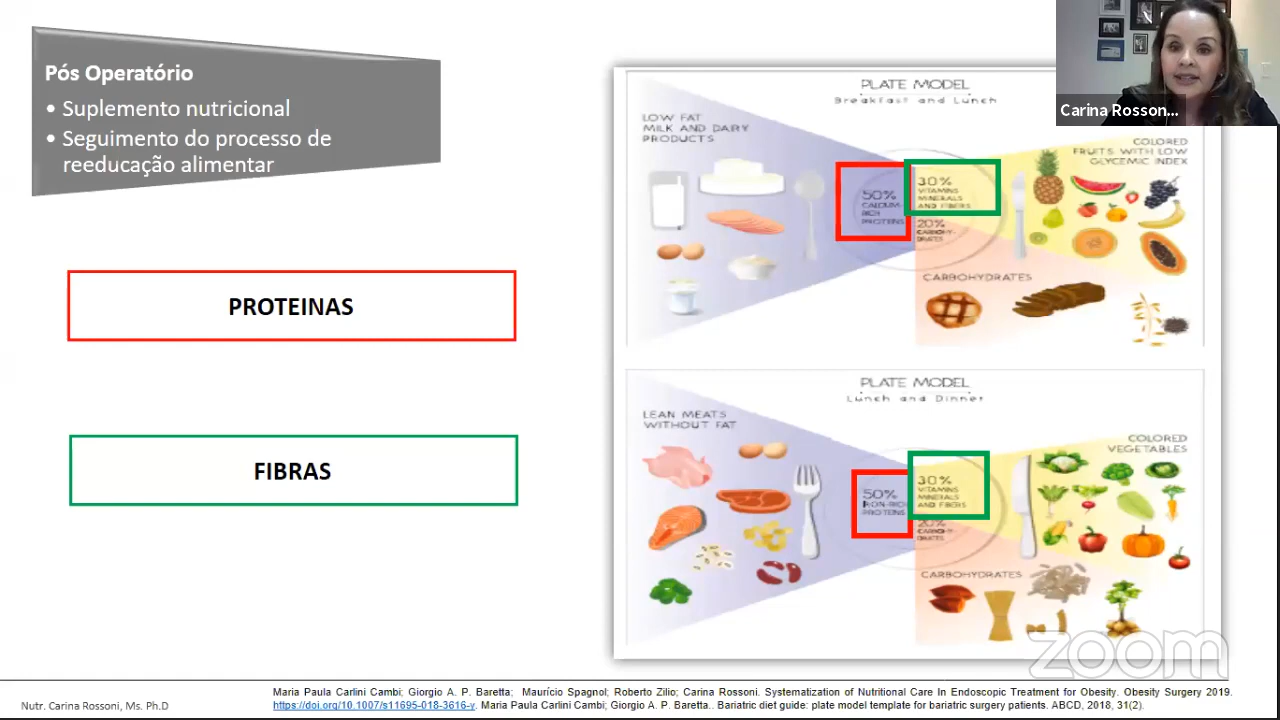 Pós Operatório
• Suplemento nutricional
• Seguimento do processo de
reeducação alimentar
PROTEINAS
FIBRAS
PLATE MODEL
Breakfast and Lunch
LOW FAT
MILK AND DAIRY
PRODUCTS
COLORED
FRUITS WITH LOW
GLYCEMIC INDEX
50%
CALCIUM-
RICH
PROTEINS
30%
VITAMINS
MINERALS
AND FIBERS
20%
CARBOHY-
DRATES
CARBOHYDRATES
PLATE MODEL
Lunch and Dinner
LEAN MEATS
WITHOUT FAT
COLORED
VEGETABLES
50%
IRON-RICH
PROTEINS
30%
VITAMINS
MINERALS
AND FIBERS
20%
CARBOHY-
DRATES
CARBOHYDRATES
Carina Rosson...
zoom
Nutr. Carina Rossoni, Ms. Ph.D
Maria Paula Carlini Cambi; Giorgio A. P. Baretta; Maurício Spagnol; Roberto Zilio; Carina Rossoni. Systematization of Nutritional Care In Endoscopic Treatment for Obesity. Obesity Surgery 2019.
https://doi.org/10.1007/s11695-018-3616-y. Maria Paula Carlini Cambi; Giorgio A. P. Baretta.. Bariatric diet guide: plate model template for bariatric surgery patients. ABCD, 2018, 31(2).